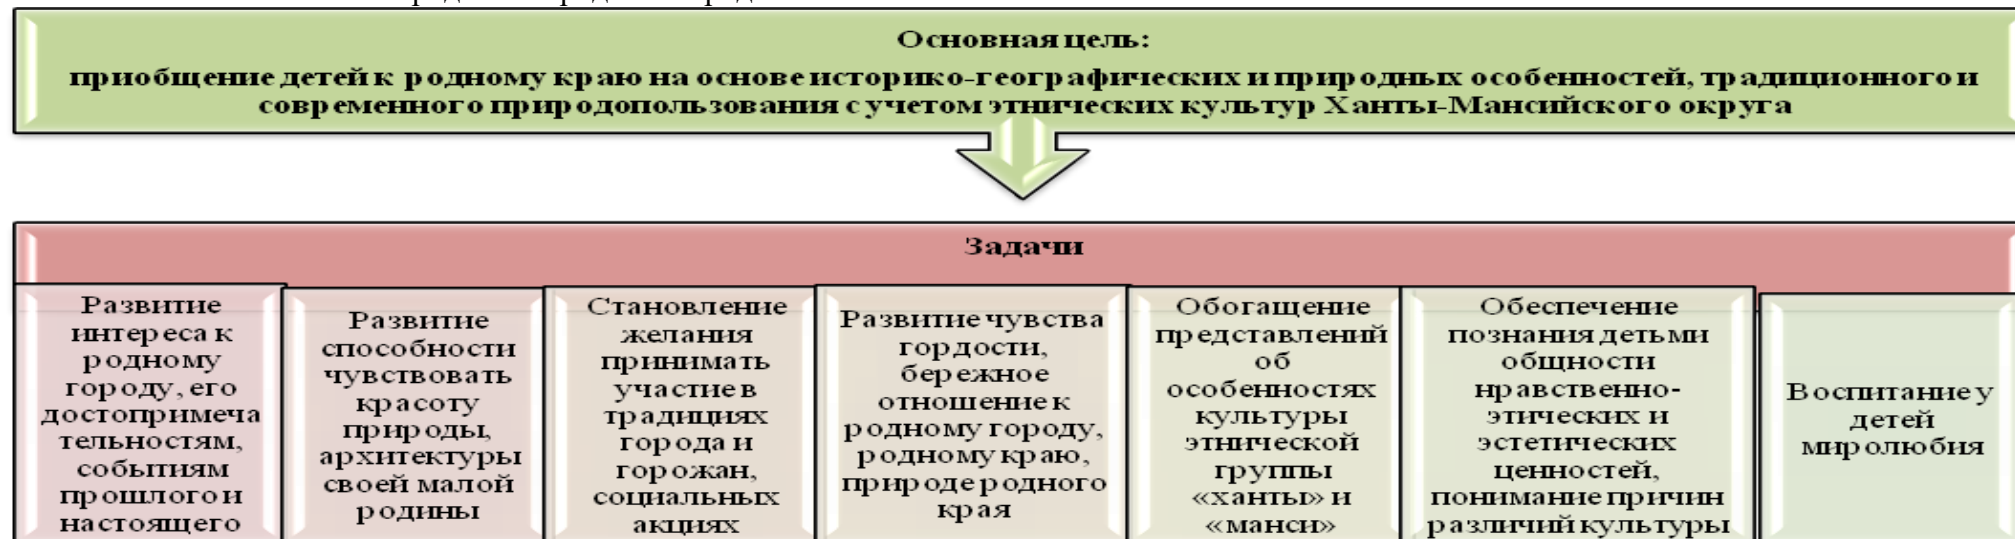 Основная цель:
приобщение детей к родному краю на основе историко-географических и природных особенностей, традиционного и
современного природопользования с учетом этнических культур Ханты-Мансийского округа
Задачи
Развитие
интереса к
родному
городу, его
достопримеча
тельностям,
событиям
прошлого и
настоящего
Развитие
способности
чувствовать
красоту
природы,
архитектуры
своей малой
родины
Становление
желания
принимать
участие в
традициях
города и
горожан,
социальных
акциях
Развитие чувства
гордости,
бережное
отношение к
родному городу,
родному краю,
природе родного
края
Обогащение
представлений
об
особенностях
культуры
этнической
группы
«ханты» и
«манси»
Обеспечение
познания детьми
общности
нравственно-
этических и
эстетических
ценностей,
понимание причин
различий культуры
Воспитание у
детей
миролюбия